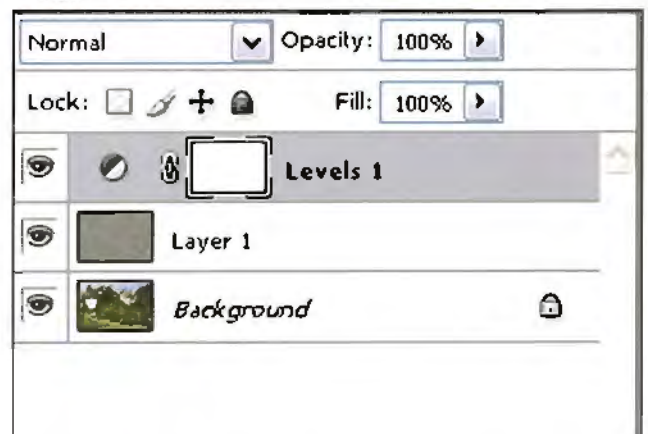 Normal Opacity: 100%
Lock: Fill: 100%
Levels 1
Layer 1
Background